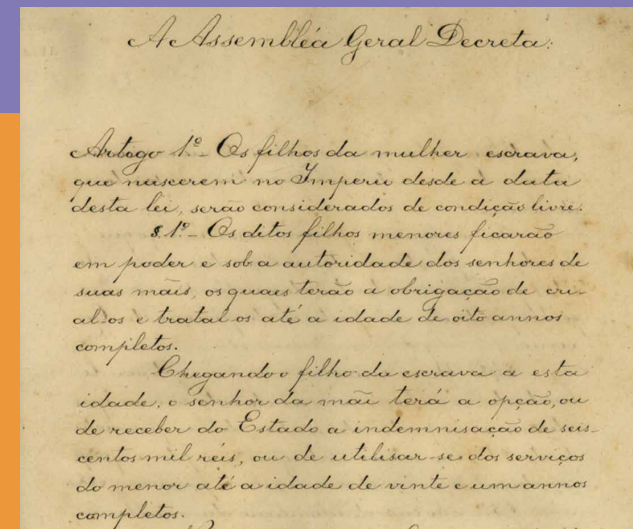 A Assembléa Geral Decreta:
Artogo 1º_ Os filhos da mulher escrava,
que nascerem no Imperio desde a data
desta lei, serão considerados de condição livre.
§. 1º_ Os ditos filhos menores ficarão
em poder e sob a autoridade dos senhores de
suas mãis, os quaes terão a obrigação de cri-
al-os e tratal-os até a idade de oito annos
completos.
Chegando o filho da escrava a esta
idade, o senhor da mãi terá a opção, ou
de receber do Estado a indemnisação de seis-
centos mil réis, ou de utilisar-se dos serviços
do menor até a idade de vinte e um annos
completos.